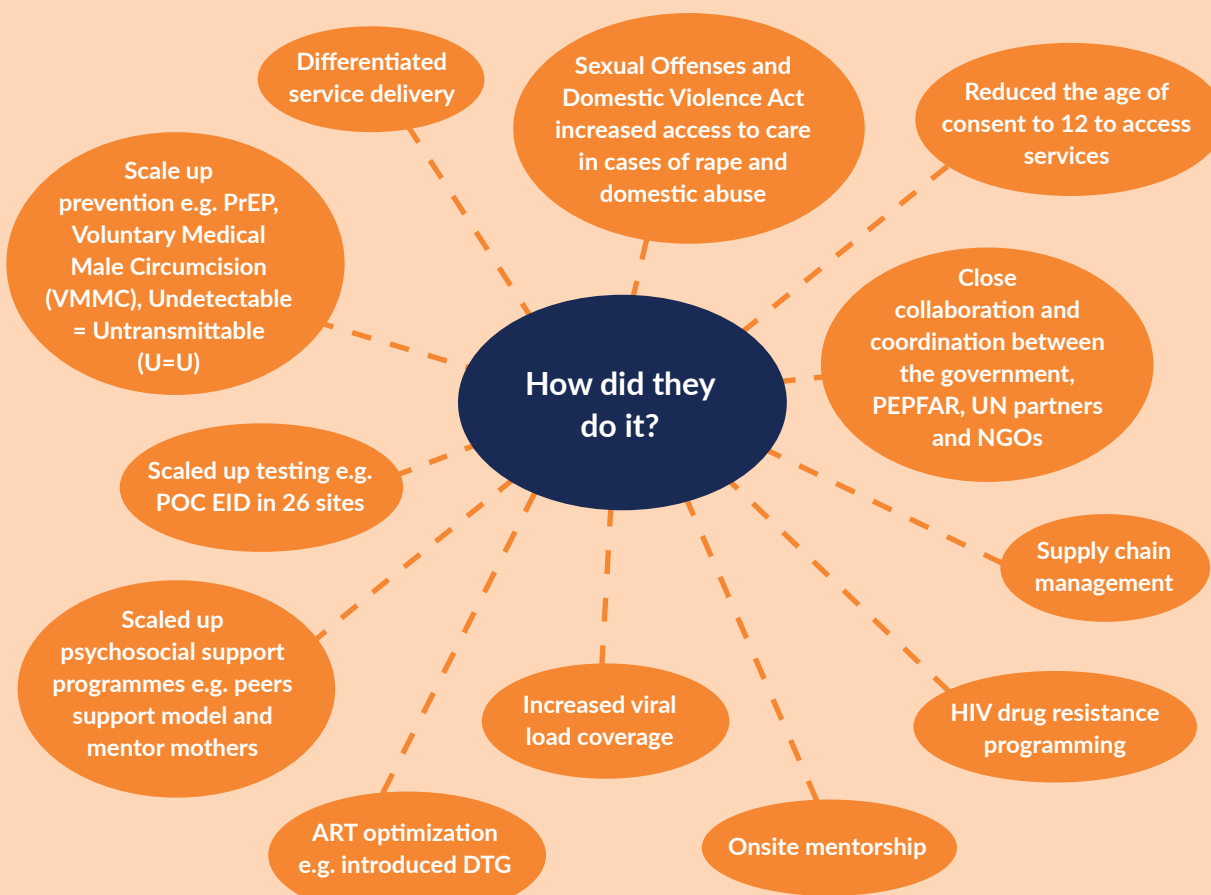 Differentiated
service delivery
Sexual Offenses and
Domestic Violence Act
increased access to care
in cases of rape and
domestic abuse
Reduced the age of
consent to 12 to access
services
Scale up
prevention e.g. PrEP,
Voluntary Medical
Male Circumcision
(VMMC), Undetectable
= Untransmittable
(U=U)
Close
collaboration and
coordination between
the government,
PEPFAR, UN partners
and NGOs
How did they
do it?
Scaled up testing e.g.
POC EID in 26 sites
Supply chain
management
Scaled up
psychosocial support
programmes e.g. peers
support model and
mentor mothers
Increased viral
load coverage
HIV drug resistance
programming
ART optimization
e.g. introduced DTG
Onsite mentorship